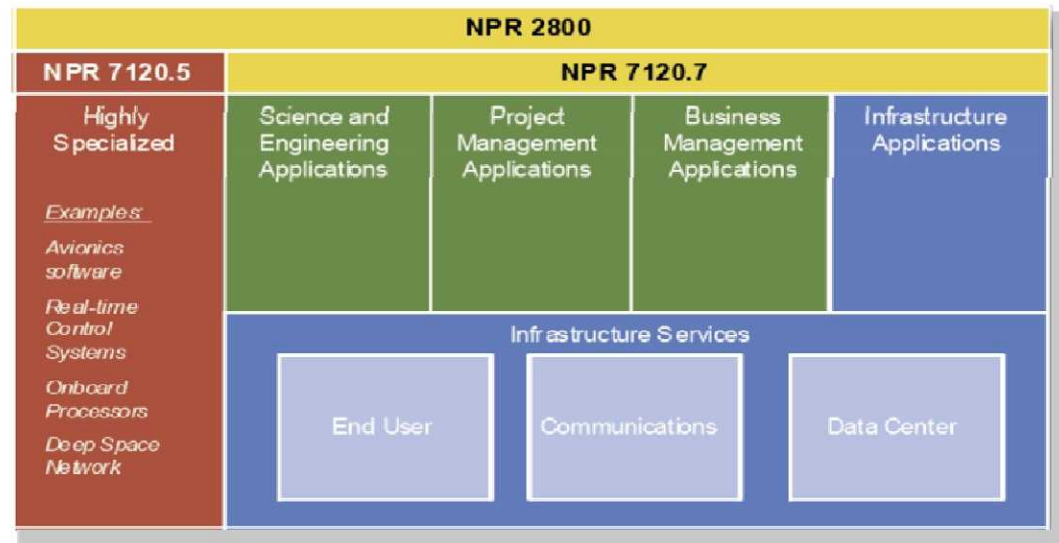 NPR 2800
NPR 7120.5
NPR 7120.7
Highly
Specialized
Examples:
Avionics
software
Real-time
Control
Systems
Onboard
Processors
Deep Space
Network
Science and
Engineering
Applications
Project
Management
Applications
Business
Management
Applications
Infrastructure
Applications
Infrastructure Services
End User
Communications
Data Center